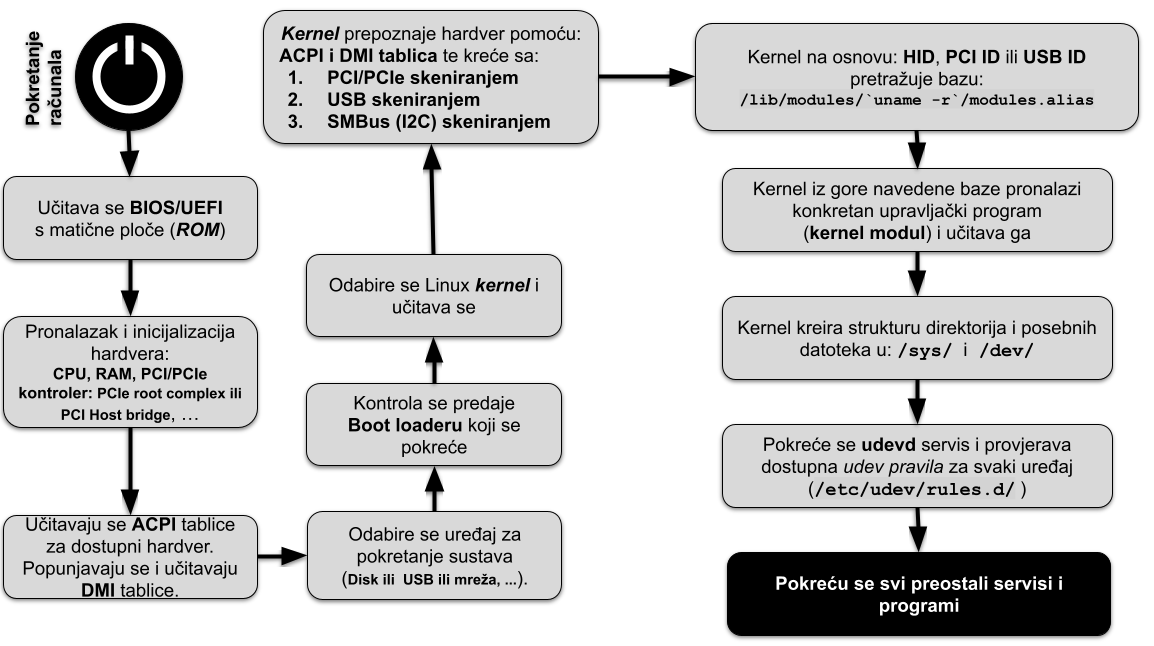 Pokretanje
računala
Učitava se BIOS/UEFI
s matične ploče (ROM)
Pronalazak i inicijalizacija
hardvera:
CPU, RAM, PCI/PCIe
kontroler: PCIe root complex ili
PCI Host bridge, ...
Učitavaju se ACPI tablice
za dostupni hardver.
Popunjavaju se i učitavaju
DMI tablice.
Odabire se uređaj za
pokretanje sustava
(Disk ili USB ili mreža, ...).
Kontrola se predaje
Boot loaderu koji se
pokreće
Odabire se Linux kernel i
učitava se
Kernel prepoznaje hardver pomoću:
ACPI i DMI tablica te kreće sa:
1. PCI/PCIe skeniranjem
2. USB skeniranjem
3. SMBus (I2C) skeniranjem
Kernel na osnovu: HID, PCI ID ili USB ID
pretražuje bazu:
/lib/modules/`uname -r`/modules.alias
Kernel iz gore navedene baze pronalazi
konkretan upravljački program
(kernel modul) i učitava ga
Kernel kreira strukturu direktorija i posebnih
datoteka u: /sys/ i /dev/
Pokreće se udevd servis i provjerava
dostupna udev pravila za svaki uređaj
(/etc/udev/rules.d/ )
Pokreću se svi preostali servisi i
programi